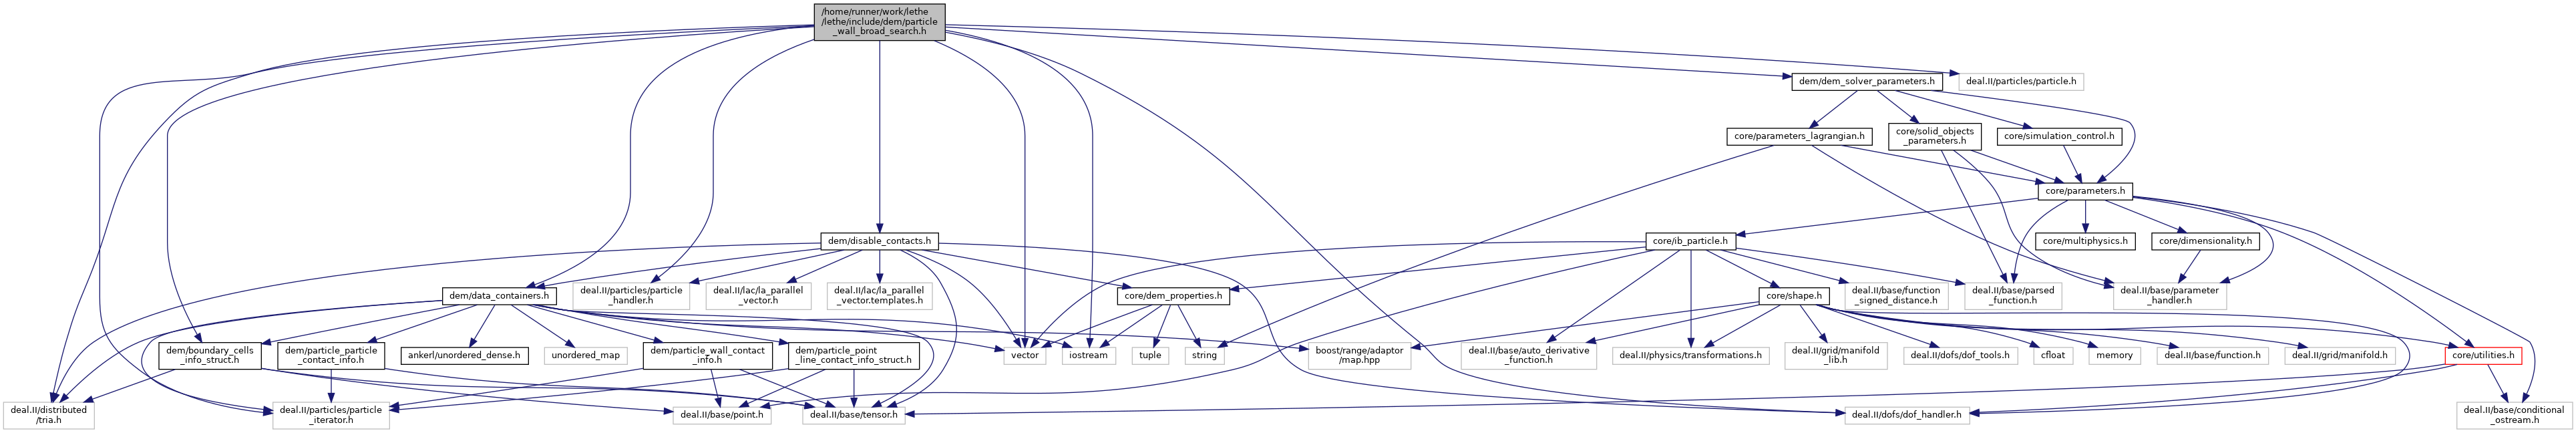 /home/runner/work/lethe
/lethe/include/dem/particle
_wall_broad_search.h
dem/dem_solver_parameters.h
deal.II/particles/particle.h
core/parameters_lagrangian.h
core/solid_objects
_parameters.h
core/simulation_control.h
core/parameters.h
dem/disable_contacts.h
core/ib_particle.h
core/multiphysics.h
core/dimensionality.h
dem/data_containers.h
deal.II/particles/particle
_handler.h
deal.II/lac/la_parallel
_vector.h
deal.II/lac/la_parallel
_vector.templates.h
core/dem_properties.h
core/shape.h
deal.II/base/function
_signed_distance.h
deal.II/base/parsed
_function.h
deal.II/base/parameter
_handler.h
dem/boundary_cells
_info_struct.h
dem/particle_particle
_contact_info.h
ankerl/unordered_dense.h
unordered_map
dem/particle_wall_contact
_info.h
dem/particle_point
_line_contact_info_struct.h
vector
iostream
tuple
string
boost/range/adaptor
/map.hpp
deal.II/base/auto_derivative
_function.h
deal.II/physics/transformations.h
deal.II/grid/manifold
_lib.h
deal.II/dofs/dof_tools.h
cfloat
memory
deal.II/base/function.h
deal.II/grid/manifold.h
core/utilities.h
deal.II/distributed
/tria.h
deal.II/particles/particle
_iterator.h
deal.II/base/point.h
deal.II/base/tensor.h
deal.II/dofs/dof_handler.h
deal.II/base/conditional
_ostream.h